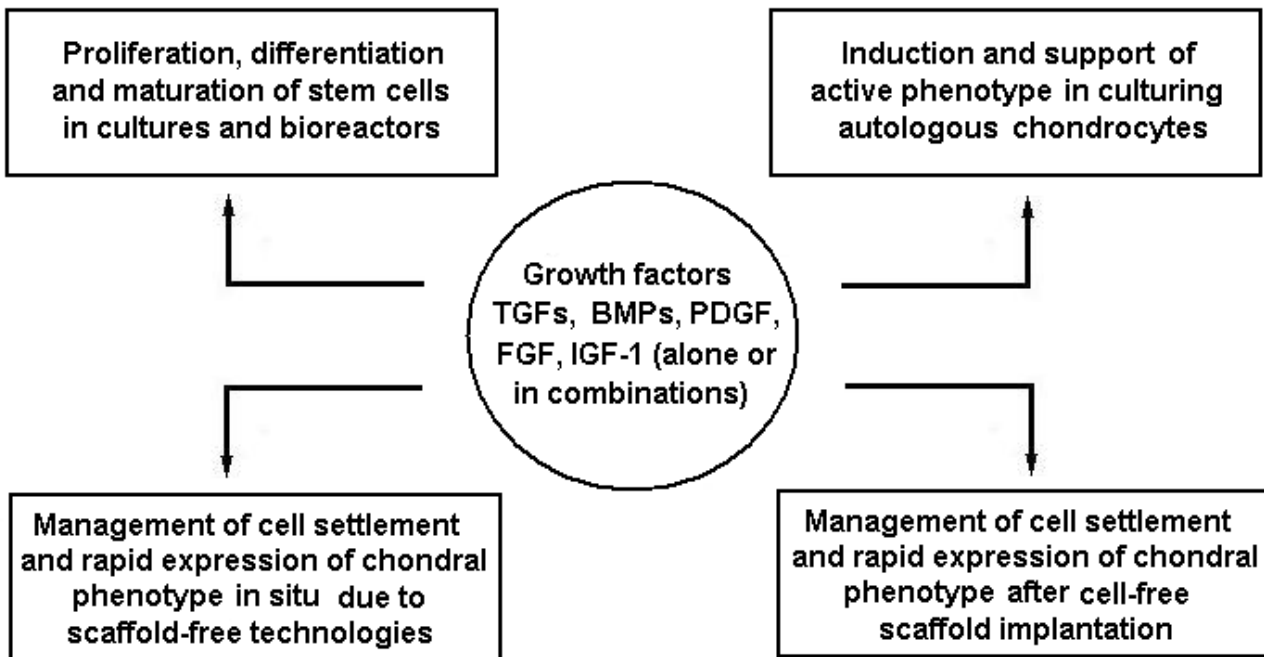 Proliferation, differentiation
and maturation of stem cells
in cultures and bioreactors
Induction and support of
active phenotype in culturing
autologous chondrocytes
Growth factors
TGFs, BMPs, PDGF,
FGF, IGF-1 (alone or
in combinations)
Management of cell settlement
and rapid expression of chondral
phenotype in situ due to
scaffold-free technologies
Management of cell settlement
and rapid expression of chondral
phenotype after cell-free
scaffold implantation